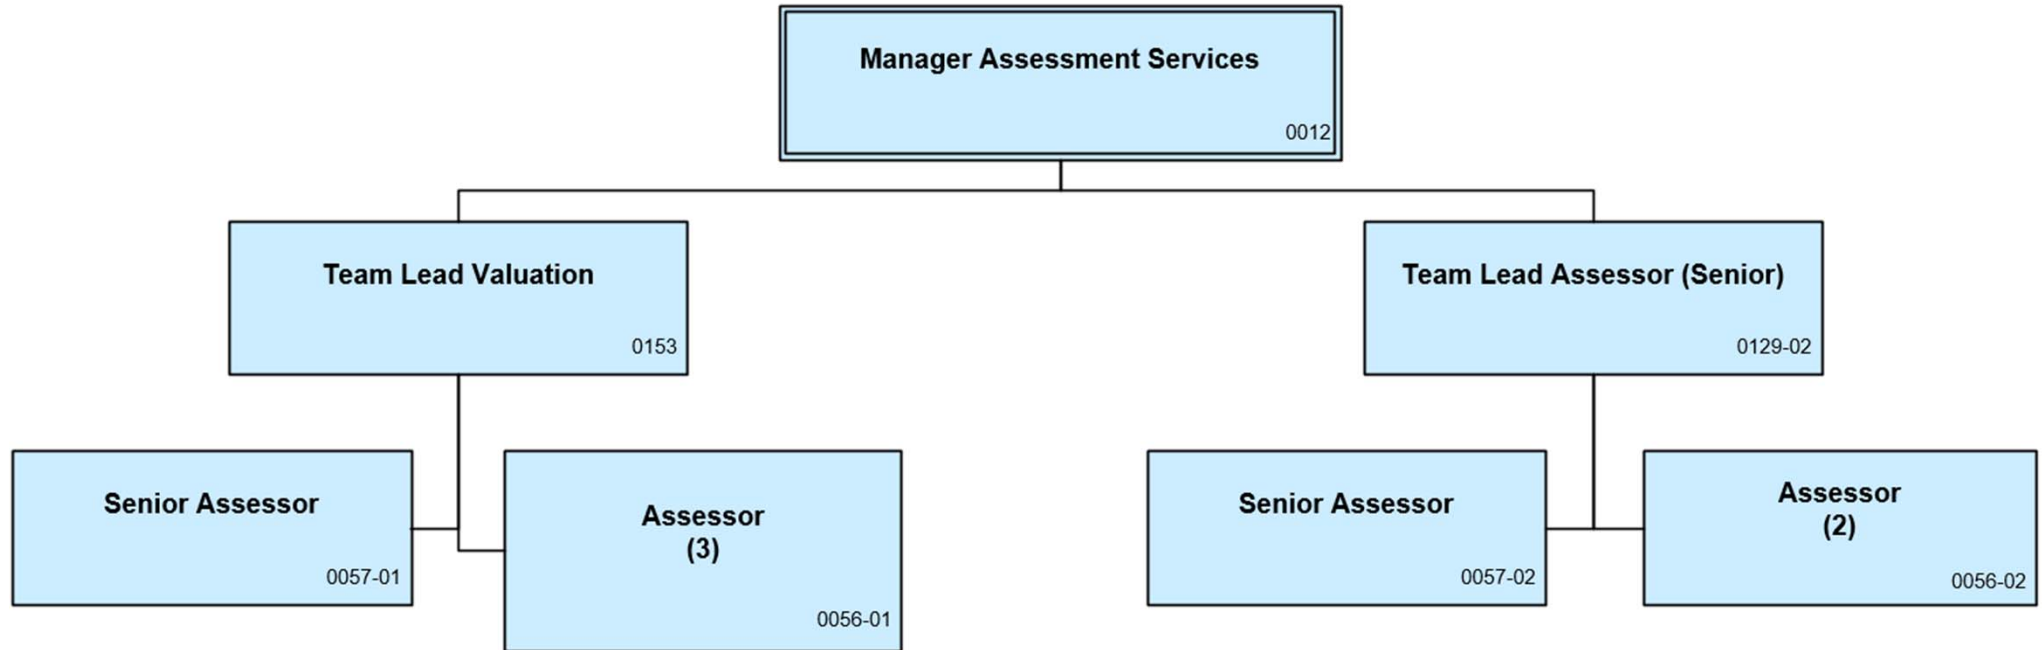 Manager Assessment Services
0012
Team Lead Valuation
0153
Team Lead Assessor (Senior)
0129-02
Senior Assessor
0057-01
Assessor
(3)
0056-01
Senior Assessor
0057-02
Assessor
(2)
0056-02